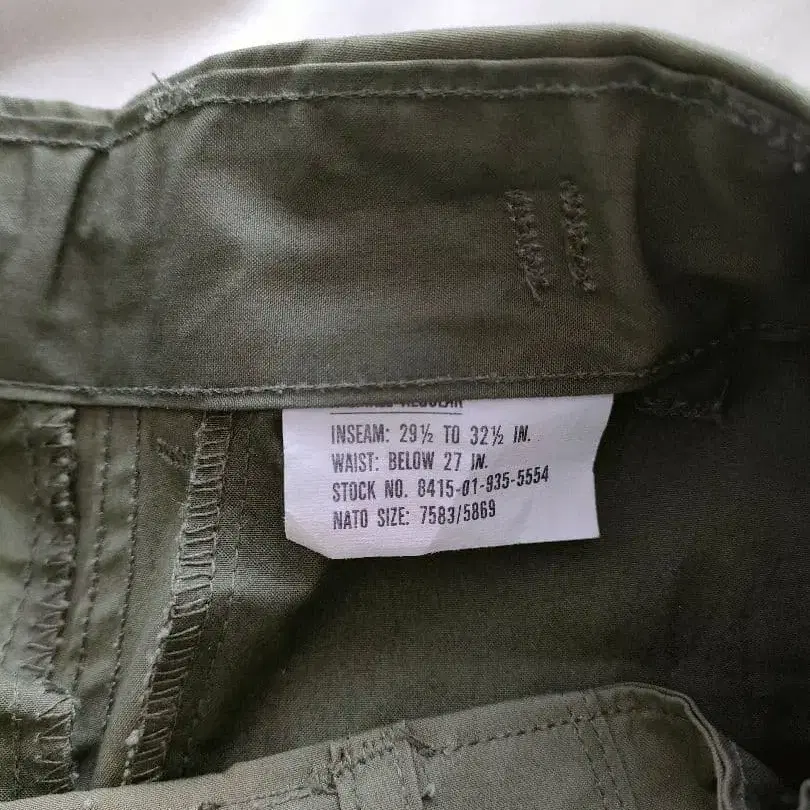 REGULAR
INSEAM: 29½ TO 32½ IN.
WAIST: BELOW 27 IN.
STOCK NO. 8415-01-935-5554
NATO SIZE: 7583/5869